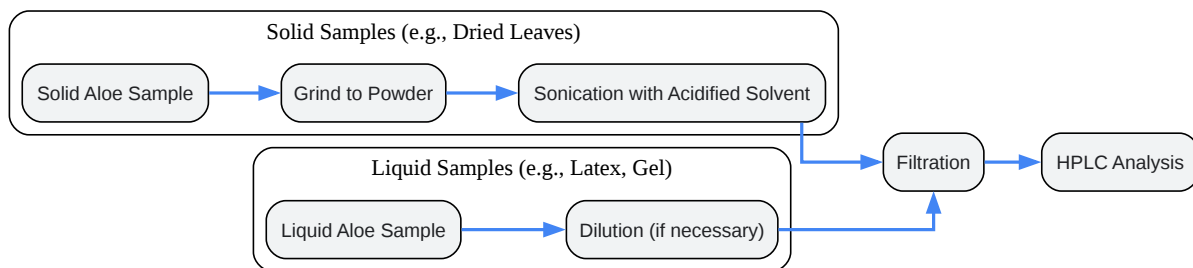 Solid Samples (e.g., Dried Leaves)
Solid Aloe Sample
Grind to Powder
Sonication with Acidified Solvent
Liquid Samples (e.g., Latex, Gel)
Liquid Aloe Sample
Dilution (if necessary)
Filtration
HPLC Analysis